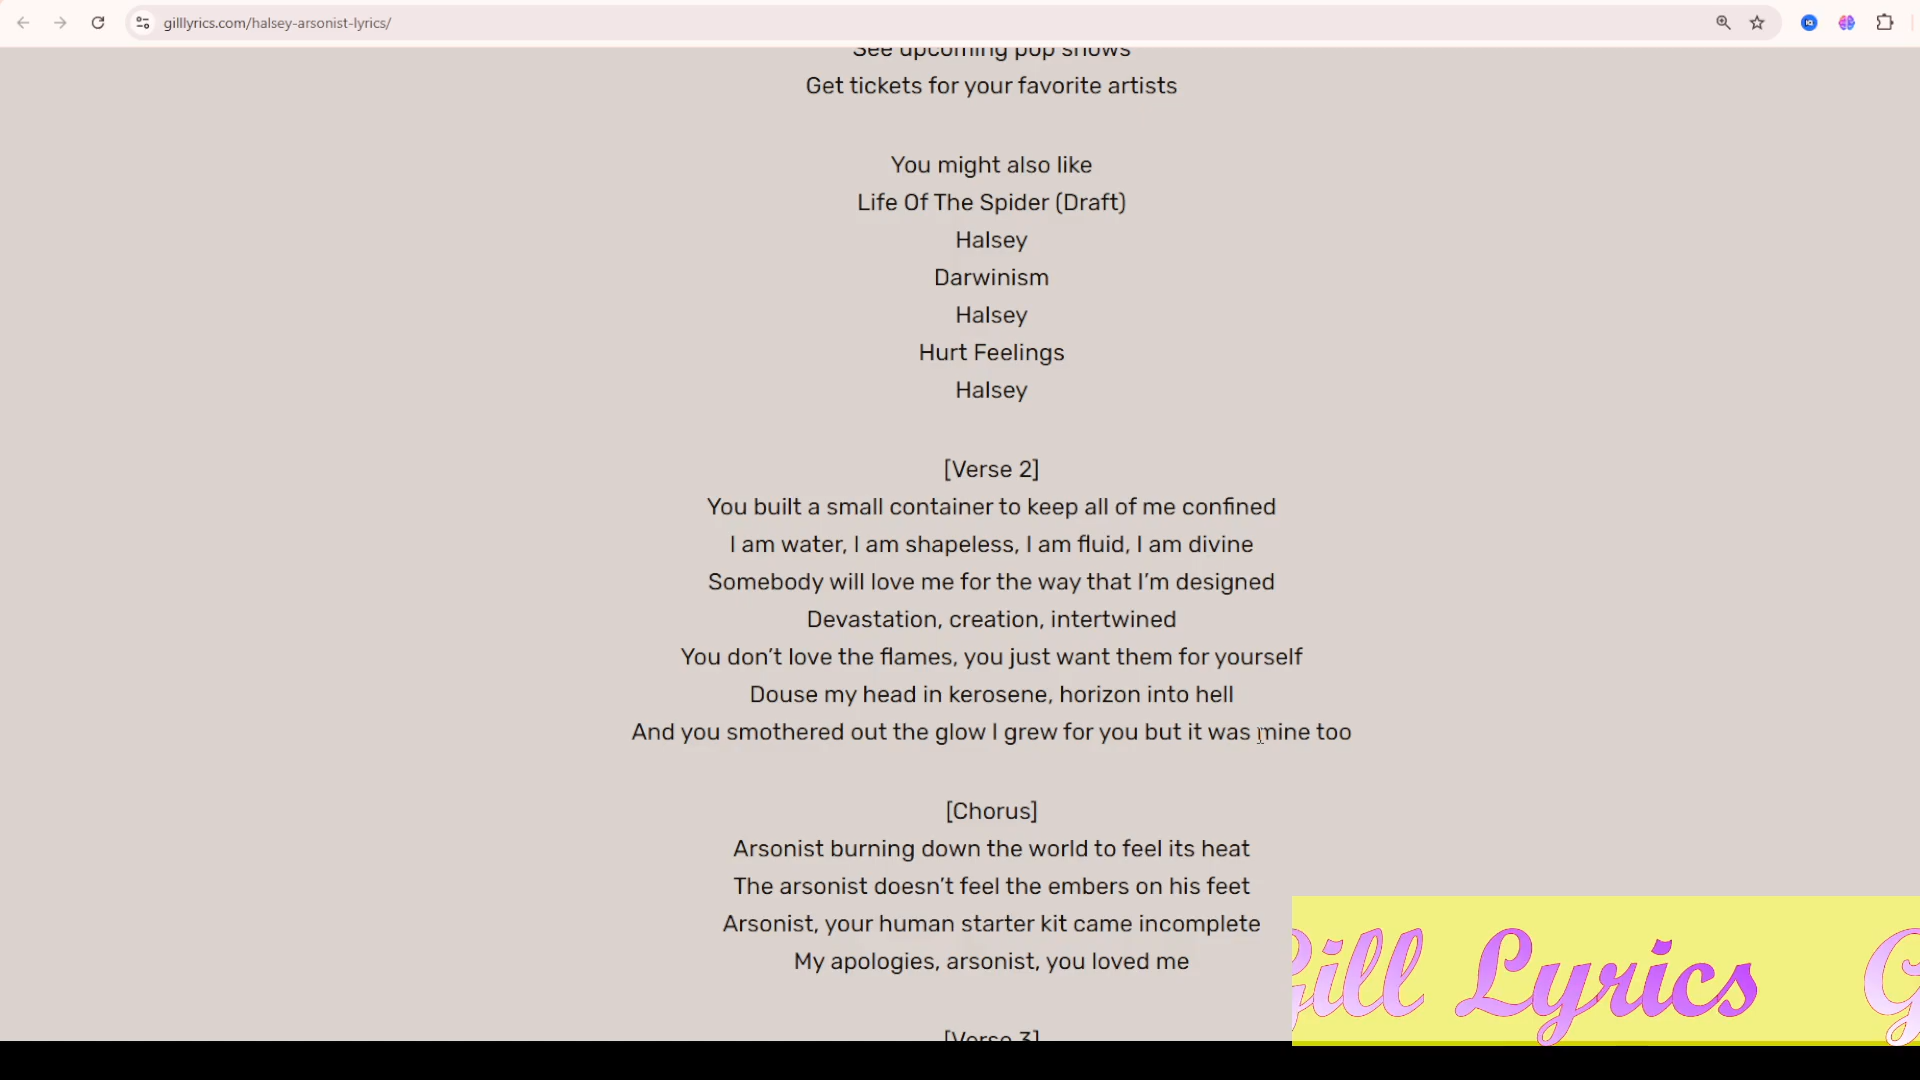 gilllyrics.com/halsey-arsonist-lyrics/
See upcoming pop shows
Get tickets for your favorite artists
You might also like
Life Of The Spider (Draft)
Halsey
Darwinism
Halsey
Hurt Feelings
Halsey
[Verse 2]
You built a small container to keep all of me confined
I am water, I am shapeless, I am fluid, I am divine
Somebody will love me for the way that I’m designed
Devastation, creation, intertwined
You don’t love the flames, you just want them for yourself
Douse my head in kerosene, horizon into hell
And you smothered out the glow I grew for you but it was mine too
[Chorus]
Arsonist burning down the world to feel its heat
The arsonist doesn’t feel the embers on his feet
Arsonist, your human starter kit came incomplete
My apologies, arsonist, you loved me
[Verse 3]
Gill Lyrics G